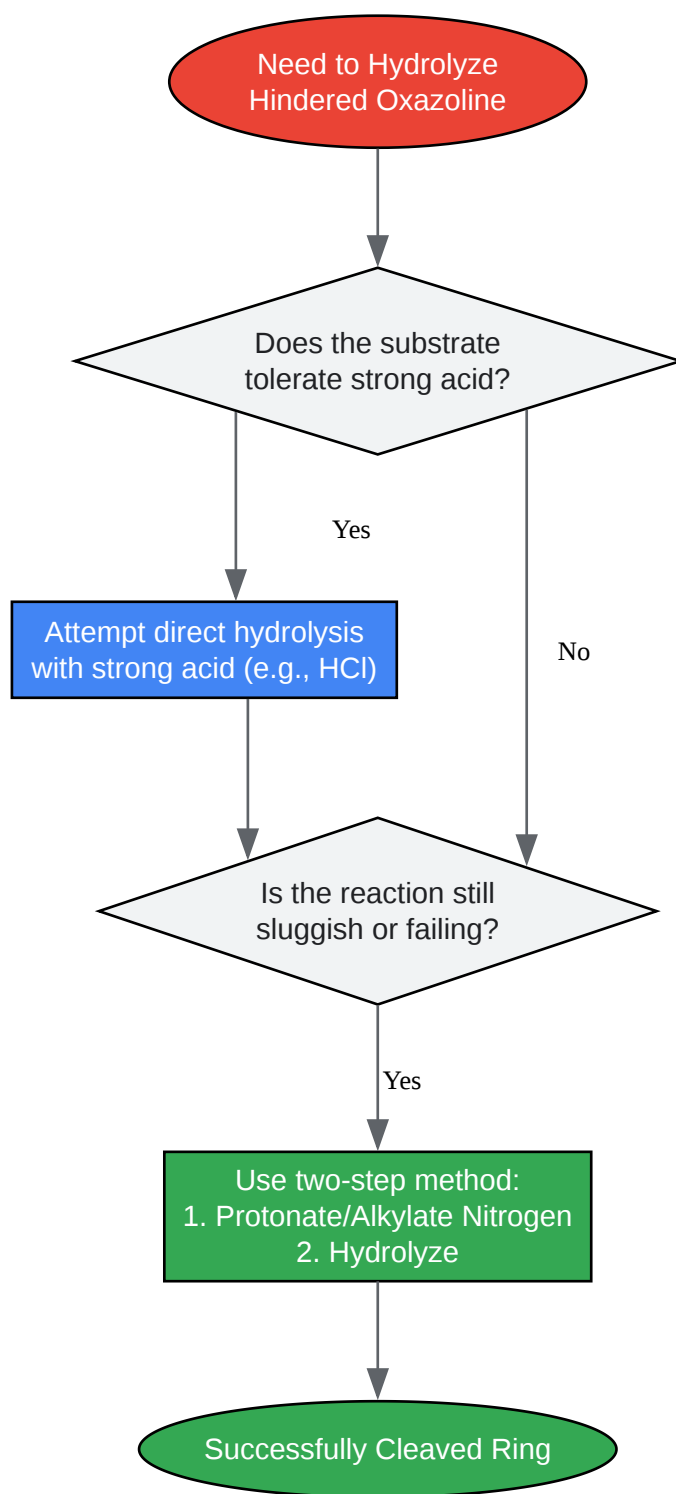 Need to Hydrolyze
Hindered Oxazoline
Does the substrate
tolerate strong acid?
Yes
Attempt direct hydrolysis
with strong acid (e.g., HCl)
No
Is the reaction still
sluggish or failing?
Yes
Use two-step method:
1. Protonate/Alkylate Nitrogen
2. Hydrolyze
Successfully Cleaved Ring